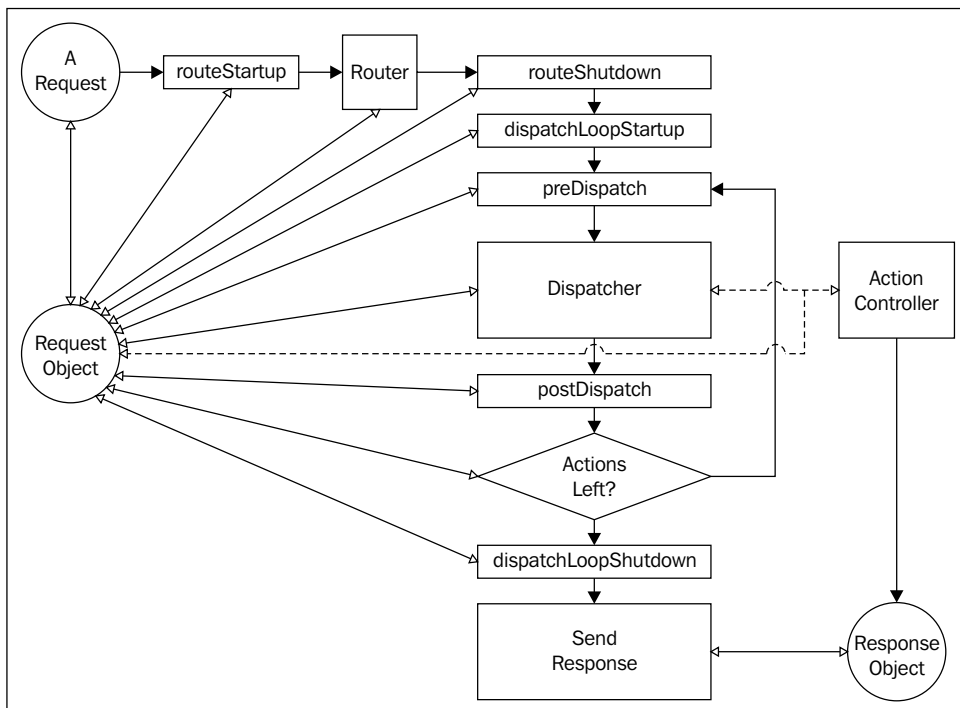 A
Request
routeStartup
Router
routeShutdown
dispatchLoopStartup
preDispatch
Dispatcher
Action
Controller
Request
Object
postDispatch
Actions
Left?
dispatchLoopShutdown
Send
Response
Response
Object